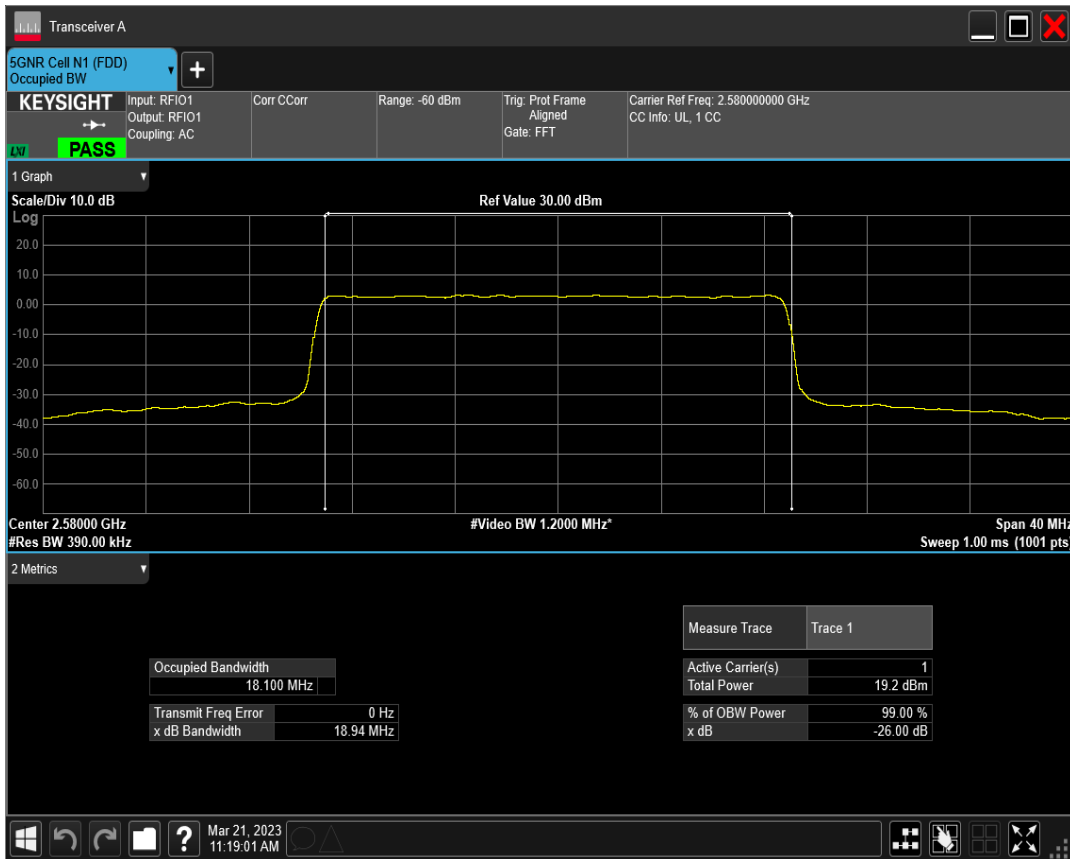 Transceiver A
5GNR Cell N1 (FDD)
Occupied BW
+
KEYSIGHT
LXI
PASS
Input: RFIO1
Output: RFIO1
Coupling: AC
Corr CCorr
Range: -60 dBm
Trig: Prot Frame
Aligned
Gate: FFT
Carrier Ref Freq: 2.580000000 GHz
CC Info: UL, 1 CC
1 Graph
Scale/Div 10.0 dB
Ref Value 30.00 dBm
Log
20.0
10.0
0.00
-10.0
-20.0
-30.0
-40.0
-50.0
-60.0
Center 2.58000 GHz
#Video BW 1.2000 MHz*
Span 40 MHz
#Res BW 390.00 kHz
Sweep 1.00 ms (1001 pts)
2 Metrics
Measure Trace Trace 1
Occupied Bandwidth
18.100 MHz
Transmit Freq Error 0 Hz
x dB Bandwidth 18.94 MHz
Active Carrier(s) 1
Total Power 19.2 dBm
% of OBW Power 99.00 %
x dB -26.00 dB
?
Mar 21, 2023
11:19:01 AM